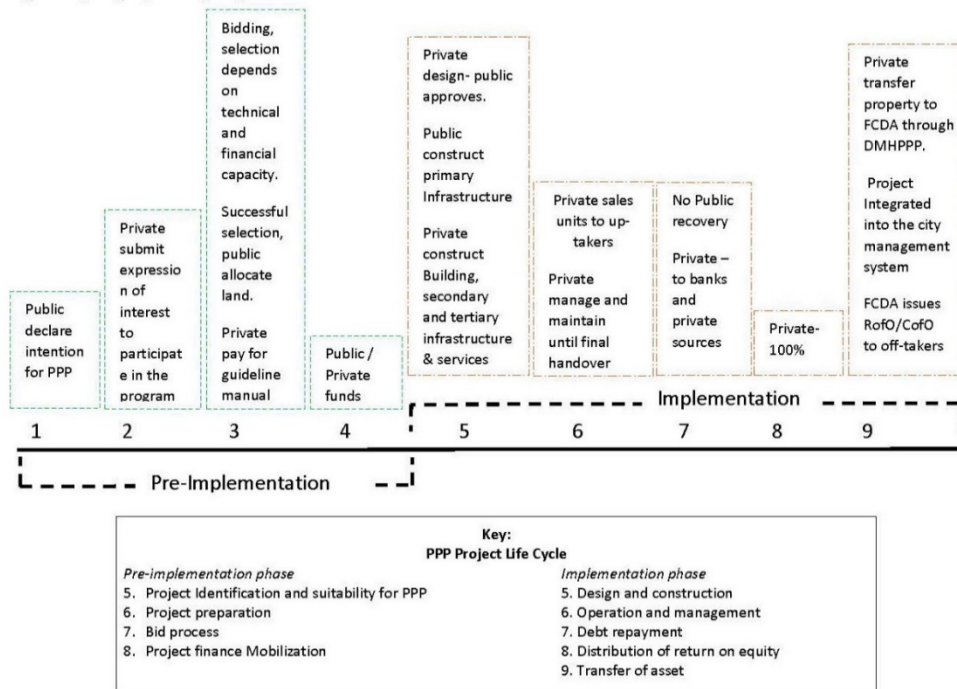 Public
declare
intention
for PPP
Private
submit
expressio
n of
interest
to
participat
e in the
program
Bidding,
selection
depends
on
technical
and
financial
capacity.
Successful
selection,
public
allocate
land.
Private
pay for
guideline
manual
Public /
Private
funds
Private
design- public
approves.
Public
construct
primary
Infrastructure
Private
construct
Building,
secondary
and tertiary
infrastructure
& services
Private sales
units to up-
takers
Private
manage and
maintain
until final
handover
No Public
recovery
Private –
to banks
and
private
sources
Private-
100%
Private
transfer
property to
FCDA through
DMHPPP.
Project
Integrated
into the city
management
system
FCDA issues
RofO/CofO
to off-takers
Implementation
1 2 3 4 5 6 7 8 9
Pre-Implementation
Key:
PPP Project Life Cycle
Pre-implementation phase
5. Project Identification and suitability for PPP
6. Project preparation
7. Bid process
8. Project finance Mobilization
Implementation phase
5. Design and construction
6. Operation and management
7. Debt repayment
8. Distribution of return on equity
9. Transfer of asset